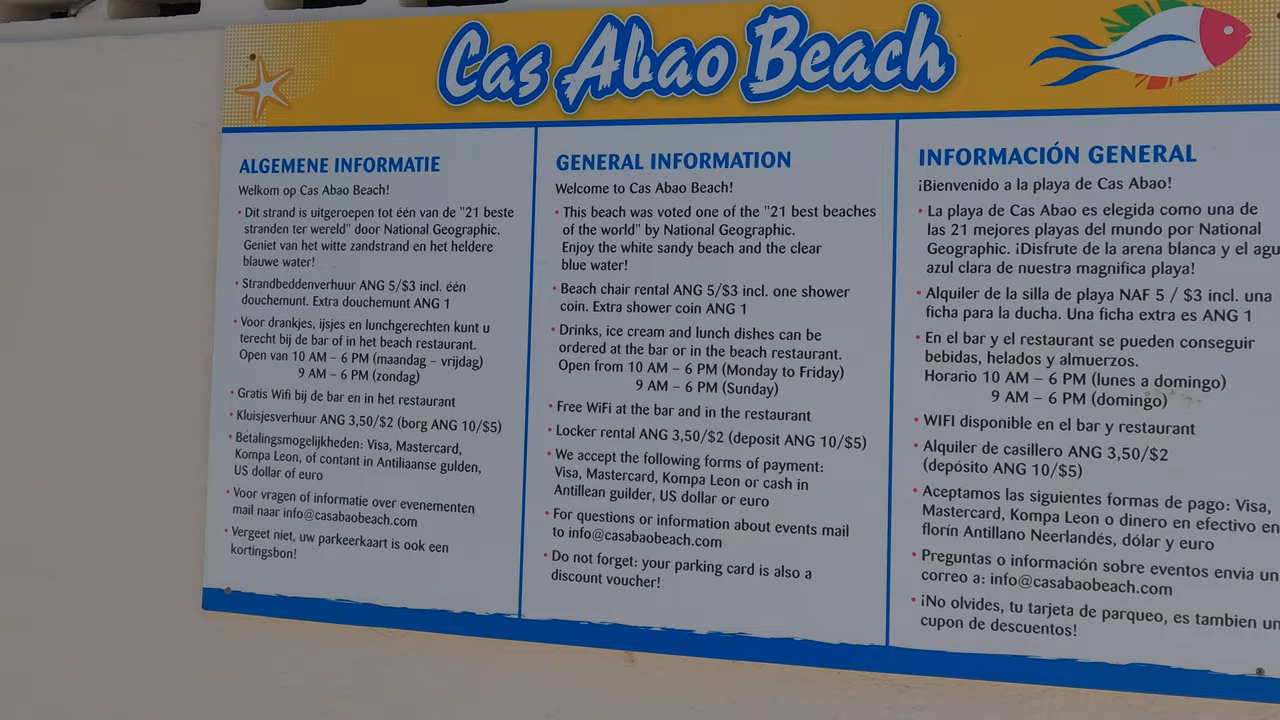 Cas Abao Beach
ALGEMENE INFORMATIE
Welkom op Cas Abao Beach!
• Dit strand is uitgeroepen tot één van de "21 beste
stranden ter wereld" door National Geographic.
Geniet van het witte zandstrand en het heldere
blauwe water!
• Strandbeddenverhuur ANG 5/$3 incl. één
douchemunt. Extra douchemunt ANG 1
• Voor drankjes, ijsjes en lunchgerechten kunt u
terecht bij de bar of in het beach restaurant.
Open van 10 AM – 6 PM (maandag – vrijdag)
9 AM – 6 PM (zondag)
• Gratis Wifi bij de bar en in het restaurant
• Kluisjesverhuur ANG 3,50/$2 (borg ANG 10/$5)
• Betalingsmogelijkheden: Visa, Mastercard,
Kompa Leon, of contant in Antiliaanse gulden,
US dollar of euro
• Voor vragen of informatie over evenementen
mail naar info@casabaobeach.com
• Vergeet niet, uw parkeerkaart is ook een
kortingsbon!
GENERAL INFORMATION
Welcome to Cas Abao Beach!
• This beach was voted one of the "21 best beaches
of the world" by National Geographic.
Enjoy the white sandy beach and the clear
blue water!
• Beach chair rental ANG 5/$3 incl. one shower
coin. Extra shower coin ANG 1
• Drinks, ice cream and lunch dishes can be
ordered at the bar or in the beach restaurant.
Open from 10 AM – 6 PM (Monday to Friday)
9 AM – 6 PM (Sunday)
• Free WiFi at the bar and in the restaurant
• Locker rental ANG 3,50/$2 (deposit ANG 10/$5)
• We accept the following forms of payment:
Visa, Mastercard, Kompa Leon or cash in
Antillean guilder, US dollar or euro
• For questions or information about events mail
to info@casabaobeach.com
• Do not forget: your parking card is also a
discount voucher!
INFORMACIÓN GENERAL
¡Bienvenido a la playa de Cas Abao!
• La playa de Cas Abao es elegida como una de
las 21 mejores playas del mundo por National
Geographic. ¡Disfrute de la arena blanca y el agu
azul clara de nuestra magnifica playa!
• Alquiler de la silla de playa NAF 5 / $3 incl. una
ficha para la ducha. Una ficha extra es ANG 1
• En el bar y el restaurant se pueden conseguir
bebidas, helados y almuerzos.
Horario 10 AM – 6 PM (lunes a domingo)
9 AM – 6 PM (domingo)
• WIFI disponible en el bar y restaurant
• Alquiler de casillero ANG 3,50/$2
(depósito ANG 10/$5)
• Aceptamos las siguientes formas de pago: Visa,
Mastercard, Kompa Leon o dinero en efectivo en
florín Antillano Neerlandés, dólar y euro
• Preguntas o información sobre eventos envia un
correo a: info@casabaobeach.com
• ¡No olvides, tu tarjeta de parqueo, es tambien un
cupon de descuentos!